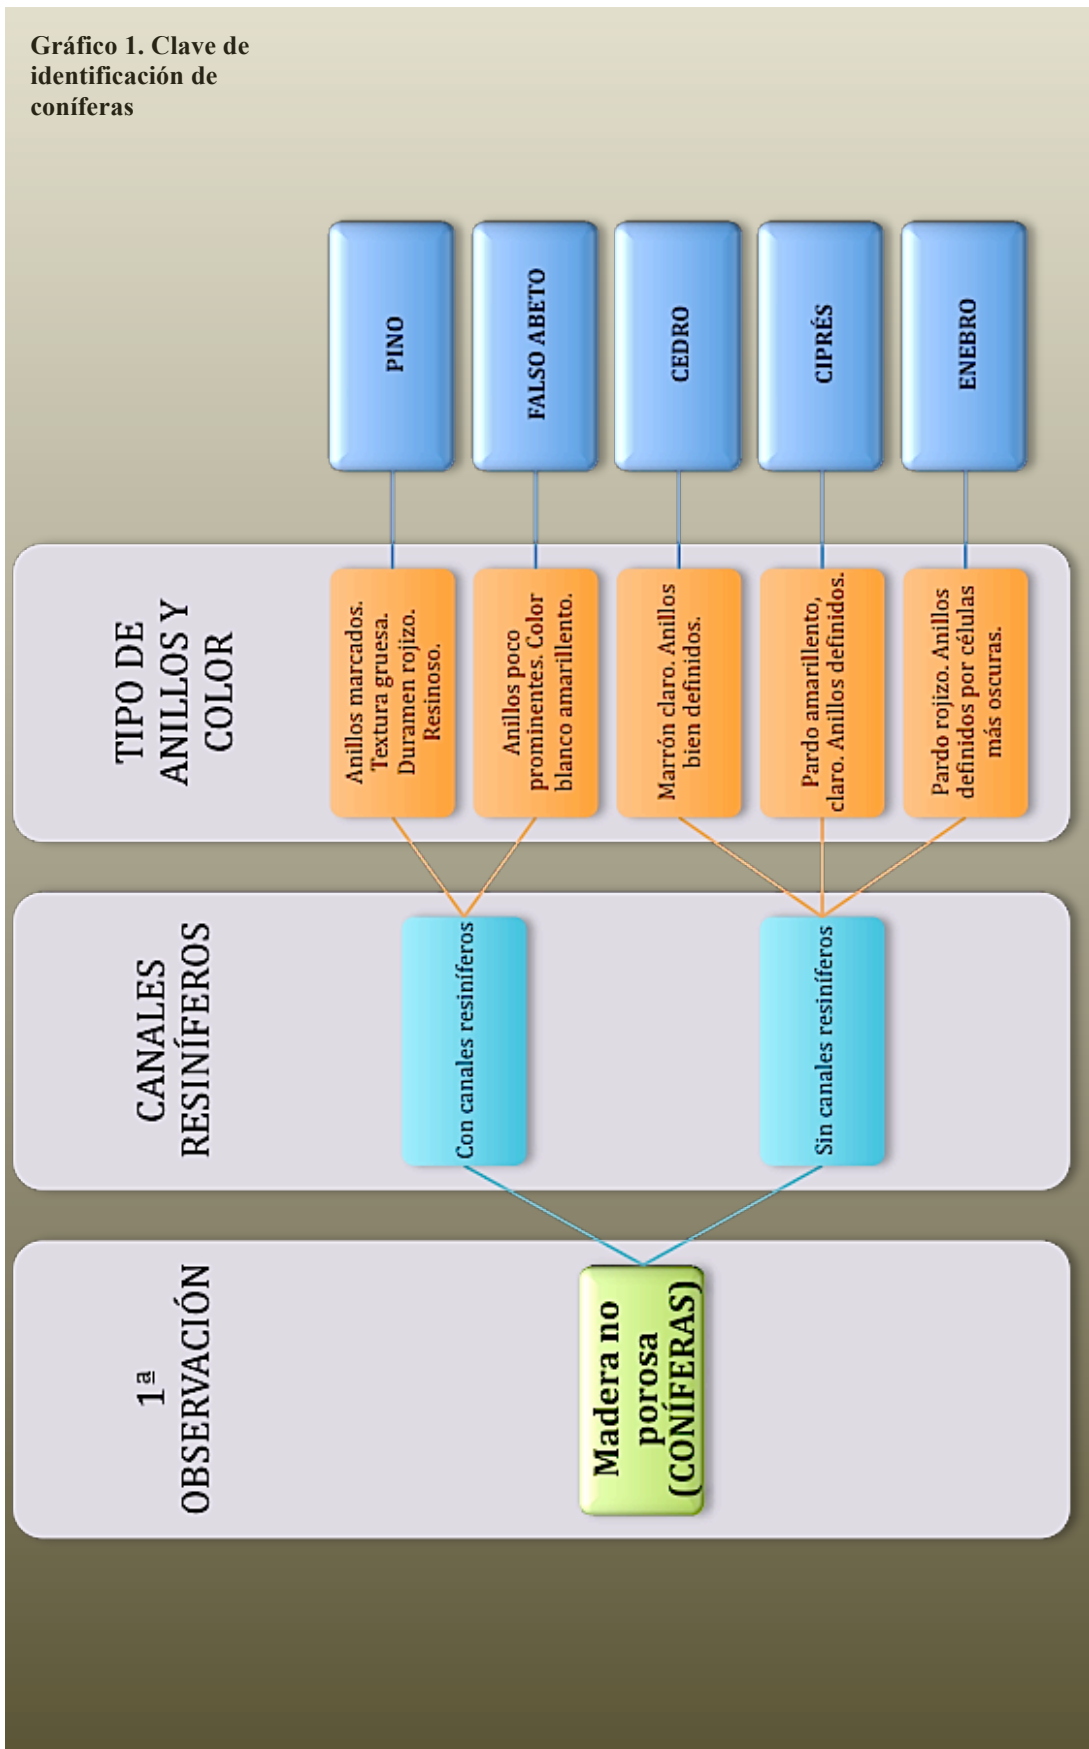 Gráfico 1. Clave de
identificación de
coníferas
1ª
OBSERVACIÓN
CANALES
RESINÍFEROS
TIPO DE
ANILLOS Y
COLOR
Madera no
porosa
(CONÍFERAS)
Con canales resiníferos
Anillos marcados.
Textura gruesa.
Duramen rojizo.
Resinoso.
PINO
Anillos poco
prominentes. Color
blanco amarillento.
FALSO ABETO
Sin canales resiníferos
Marrón claro. Anillos
bien definidos.
CEDRO
Pardo amarillento,
claro. Anillos definidos.
CIPRÉS
Pardo rojizo. Anillos
definidos por células
más oscuras.
ENEBRO